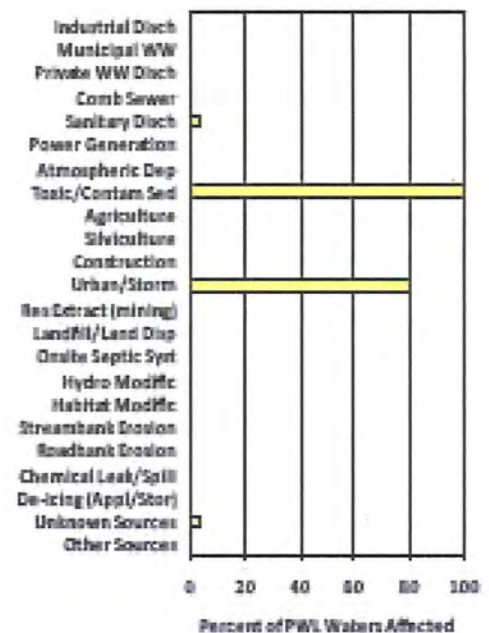 Industrial Disch
Municipal WW
Private WW Disch
Comb Sewer
Sanitary Disch
Power Generation
Atmospheric Dep
Toxic/Contam Sed
Agriculture
Silviculture
Construction
Urban/Storm
Res Extract (mining)
Landfill/Land Disp
Onsite Septic Syst
Hydro Modific
Habitat Modific
Streambank Erosion
Roadbank Erosion
Chemical Leak/Spill
De-icing (Appl/Stor)
Unknown Sources
Other Sources
0 20 40 60 80 100
Percent of PWL Waters Affected